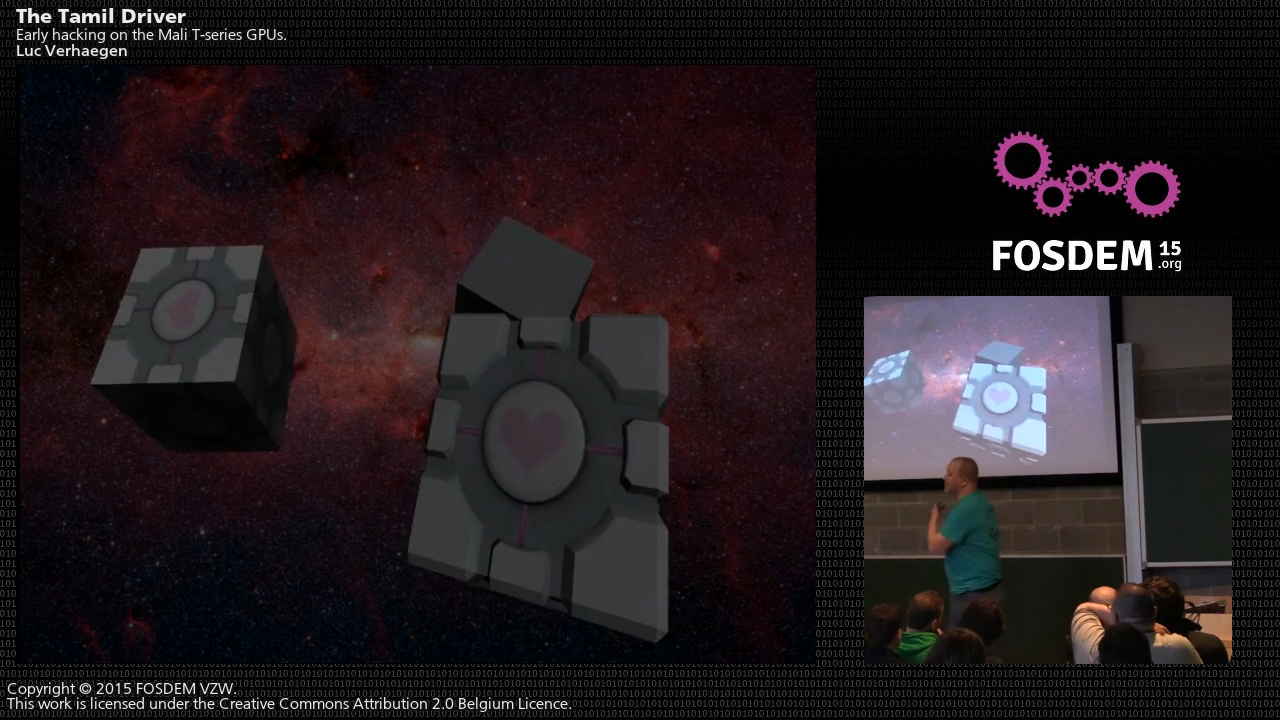 The Tamil Driver
Early hacking on the Mali T-series GPUs.
Luc Verhaegen
FOSDEM 15
.org
Copyright © 2015 FOSDEM VZW.
This work is licensed under the Creative Commons Attribution 2.0 Belgium Licence.